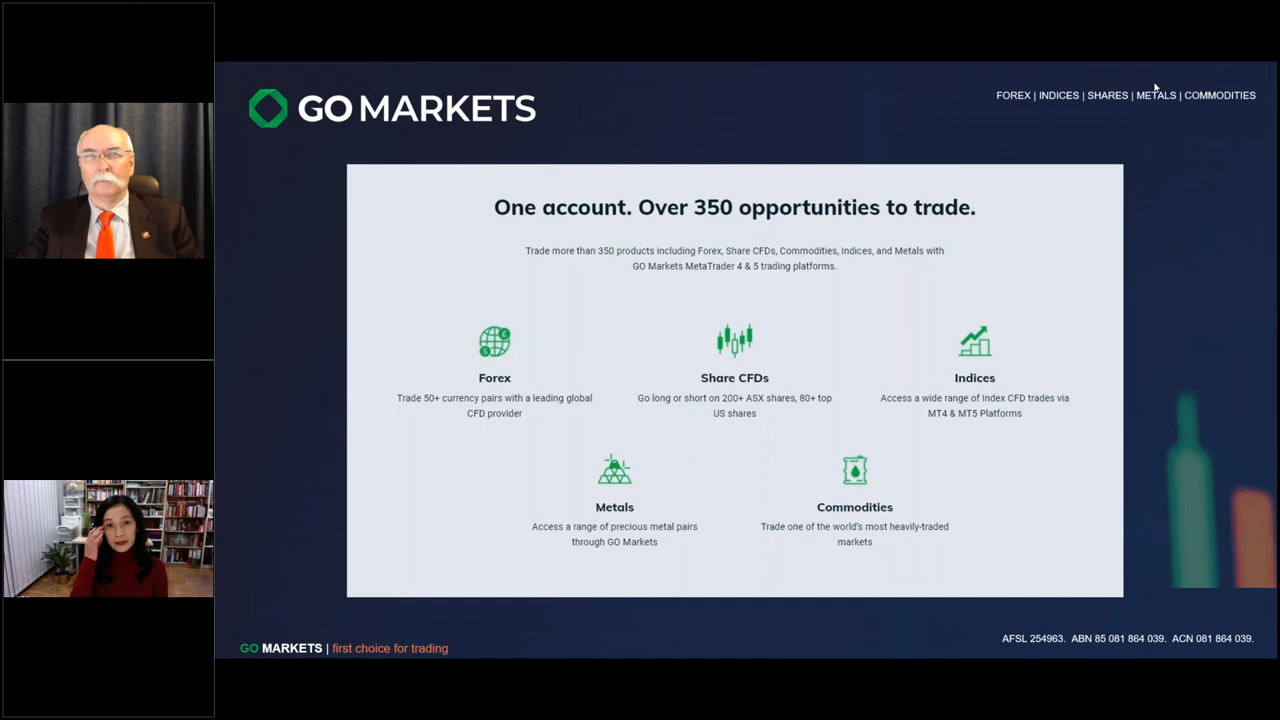 GO MARKETS
FOREX | INDICES | SHARES | METALS | COMMODITIES
One account. Over 350 opportunities to trade.
Trade more than 350 products including Forex, Share CFDs, Commodities, Indices, and Metals with
GO Markets MetaTrader 4 & 5 trading platforms.
Forex
Trade 50+ currency pairs with a leading global
CFD provider
Share CFDs
Go long or short on 200+ ASX shares, 80+ top
US shares
Indices
Access a wide range of Index CFD trades via
MT4 & MT5 Platforms
Metals
Access a range of precious metal pairs
through GO Markets
Commodities
Trade one of the world's most heavily-traded
markets
GO MARKETS | first choice for trading
AFSL 254963. ABN 85 081 864 039. ACN 081 864 039.